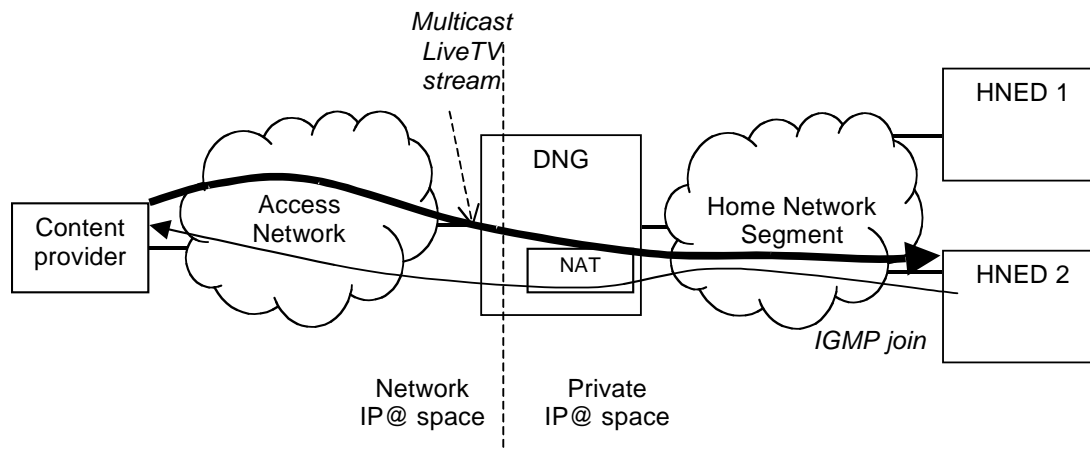 Multicast
LiveTV
stream
HNED 1
DNG
Access
Network
Home Network
Segment
Content
provider
NAT
HNED 2
IGMP join
Network
IP@ space
Private
IP@ space